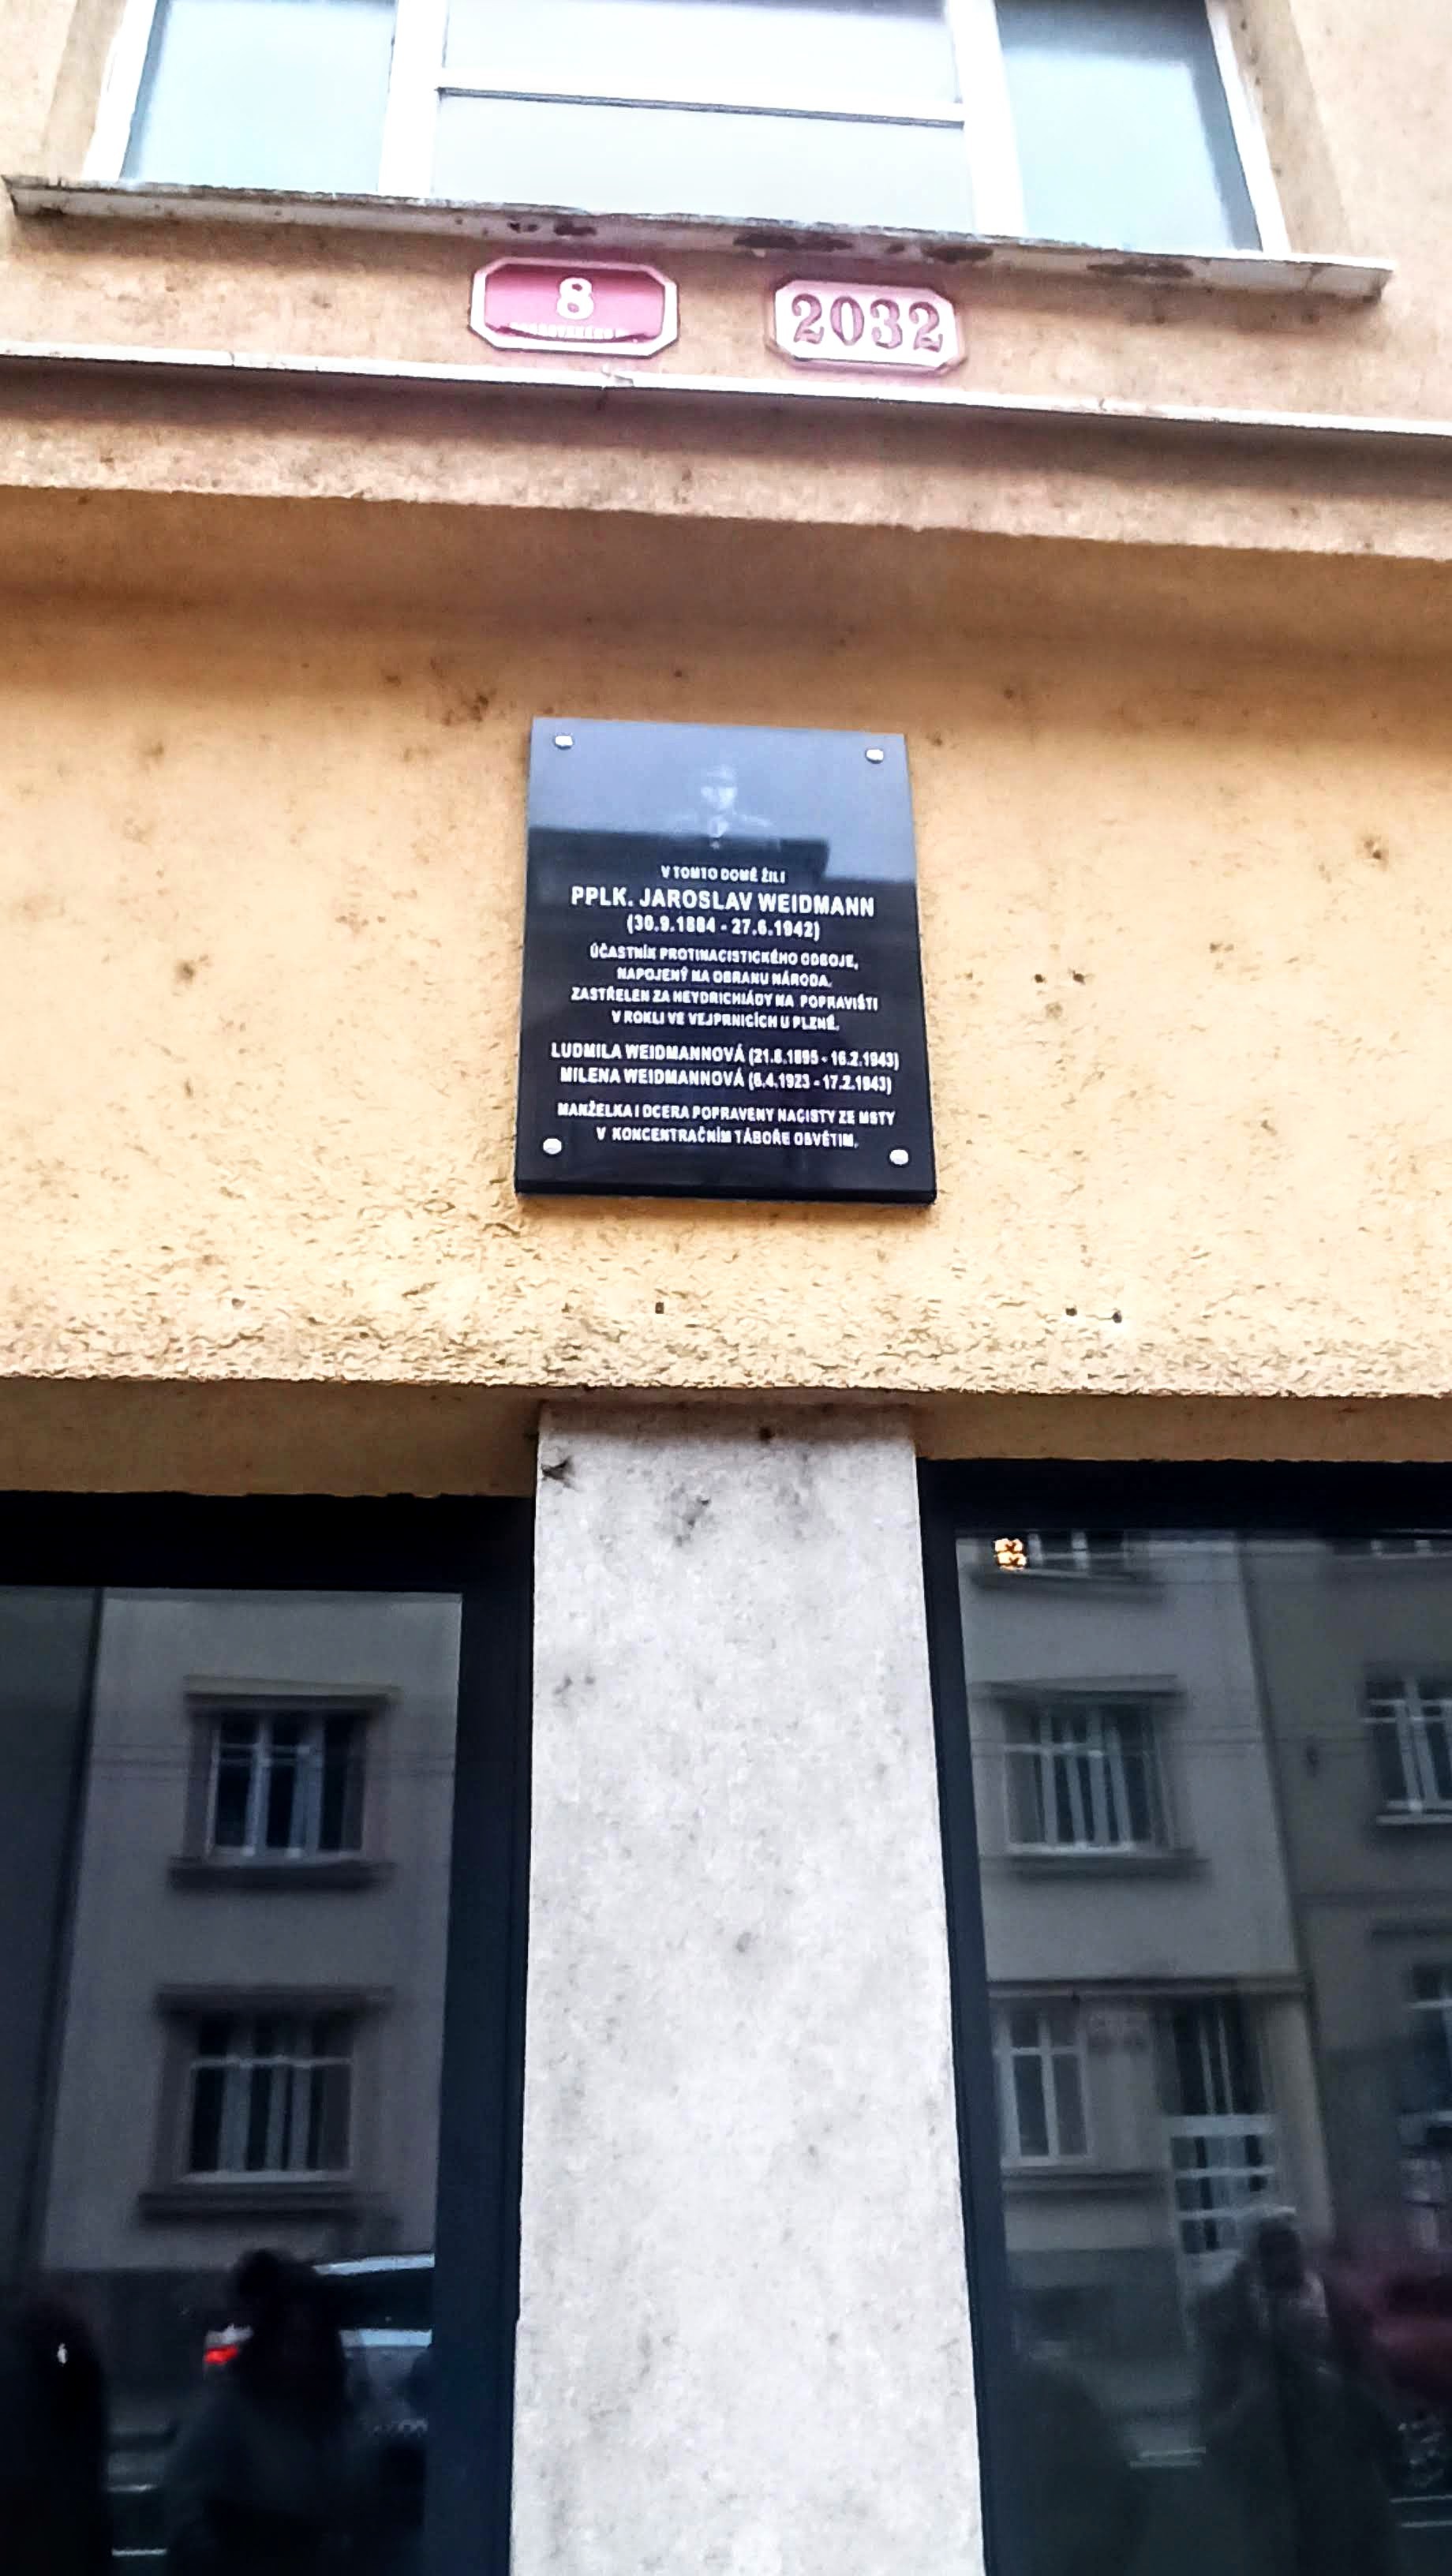 8
2032
V TOMTO DOMĚ ŽILI
PPLK. JAROSLAV WEIDMANN
(30.9.1884 - 27.6.1942)
ÚČASTNÍK PROTINACISTICKÉHO ODBOJE,
NAPOJENÝ NA OBRANU NÁRODA.
ZASTŘELEN ZA HEYDRICHIÁDY NA POPRAVIŠTI
V ROKLI VE VEJPRNICÍCH U PLZNĚ.
LUDMILA WEIDMANNOVÁ (21.8.1895 - 16.2.1943)
MILENA WEIDMANNOVÁ (6.4.1923 - 17.2.1943)
MANŽELKA I DCERA POPRAVENY NACISTY ZE MSTY
V KONCENTRAČNÍM TÁBOŘE OSVĚTIM.